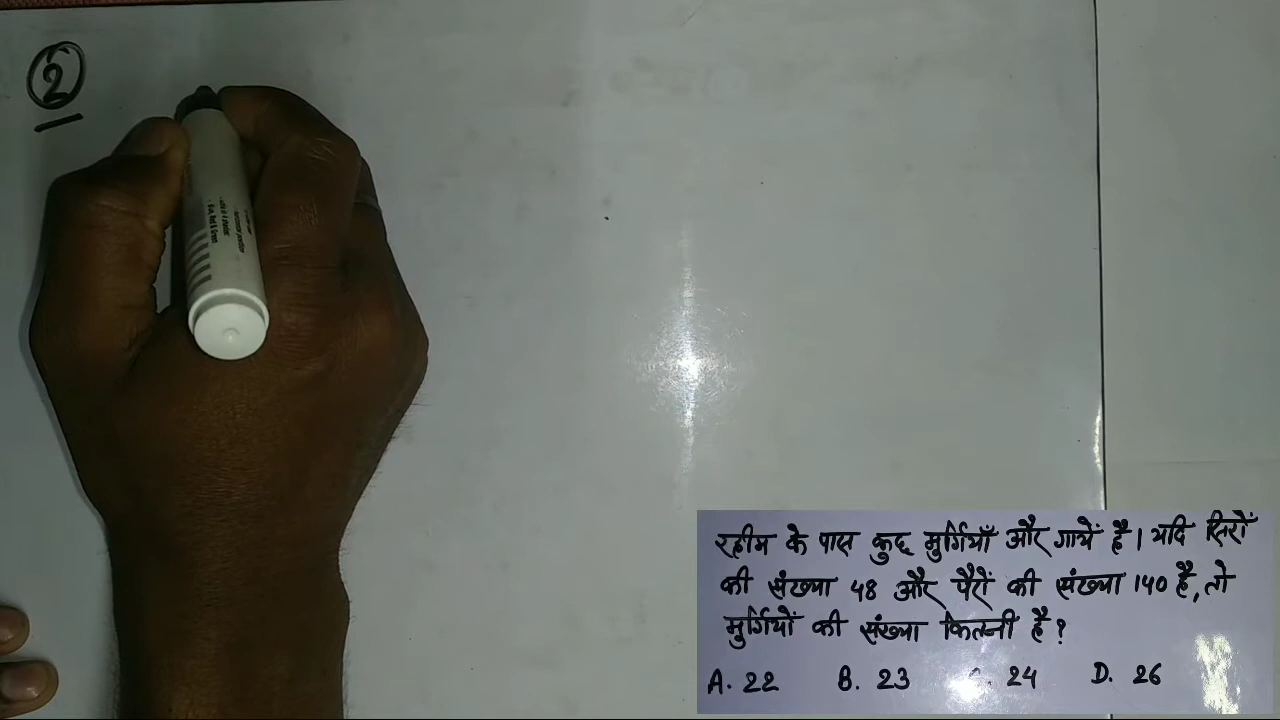 2
रहीम के पास कुछ मुर्गियाँ और गायें है। यदि सिरों
की संख्या 48 और पैरों की संख्या 140 है, तो
मुर्गियों की संख्या कितनी है?
A. 22 B. 23 C. 24 D. 26